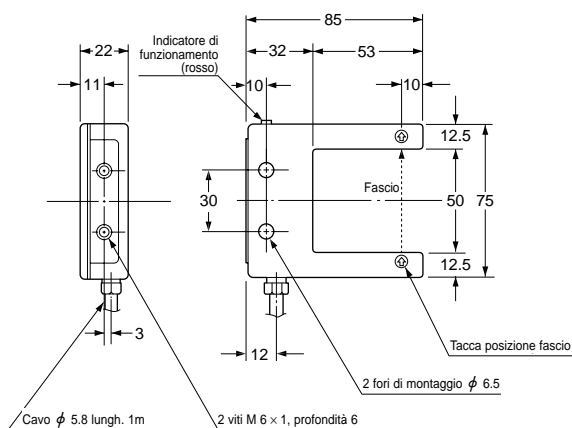 85
32
53
22
Indicatore di
funzionamento
(rosso)
11
10
10
12.5
30
Fascio
50
75
12.5
3
12
Tacca posizione fascio
2 fori di montaggio ϕ 6.5
Cavo ϕ 5.8 lungh. 1m
2 viti M 6 × 1, profondità 6